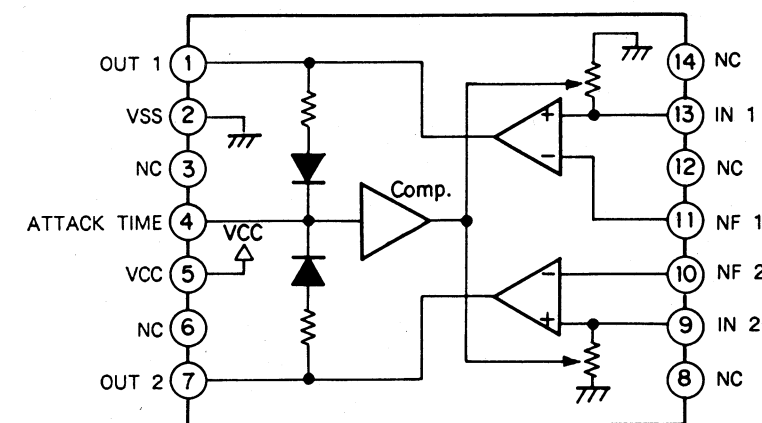 OUT 1 1
VSS 2
NC 3
ATTACK TIME 4
VCC
VCC 5
NC 6
OUT 2 7
Comp.
+
−
−
+
14 NC
13 IN 1
12 NC
11 NF 1
10 NF 2
9 IN 2
8 NC